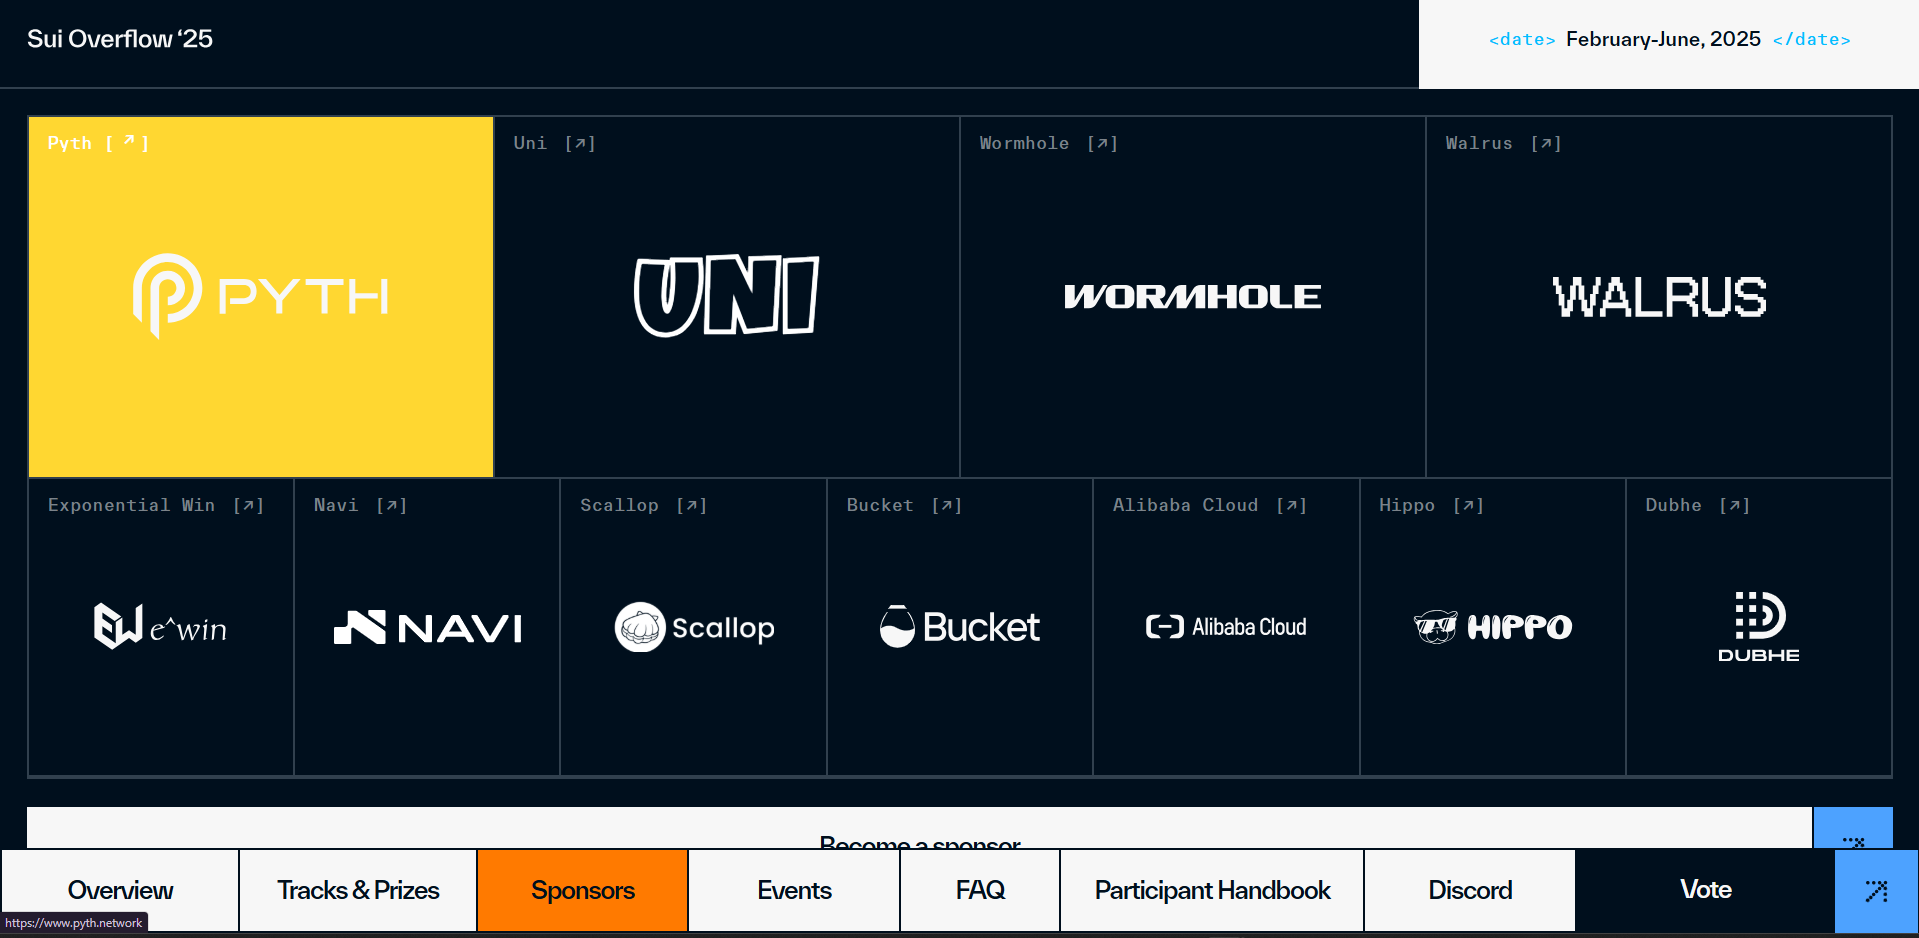 Sui Overflow ‘25
<date> February-June, 2025 </date>
Pyth [↗]
Uni [↗]
Wormhole [↗]
Walrus [↗]
PYTH
UNI
WORMHOLE
WALRUS
Exponential Win [↗]
Navi [↗]
Scallop [↗]
Bucket [↗]
Alibaba Cloud [↗]
Hippo [↗]
Dubhe [↗]
EW e^win
NAVI
Scallop
Bucket
Alibaba Cloud
HIPPO
DUBHE
Become a sponsor
Overview
Tracks & Prizes
Sponsors
Events
FAQ
Participant Handbook
Discord
Vote
https://www.pyth.network